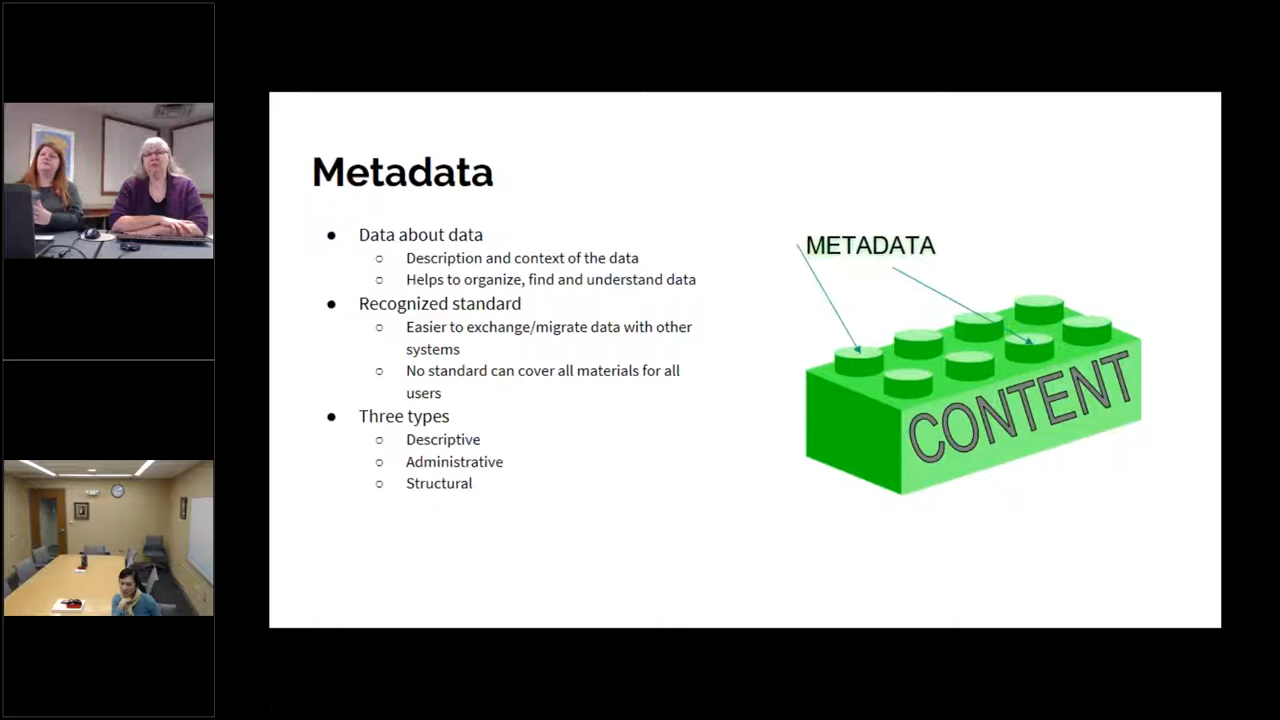 Metadata
● Data about data
○ Description and context of the data
○ Helps to organize, find and understand data
● Recognized standard
○ Easier to exchange/migrate data with other
systems
○ No standard can cover all materials for all
users
● Three types
○ Descriptive
○ Administrative
○ Structural
METADATA
CONTENT